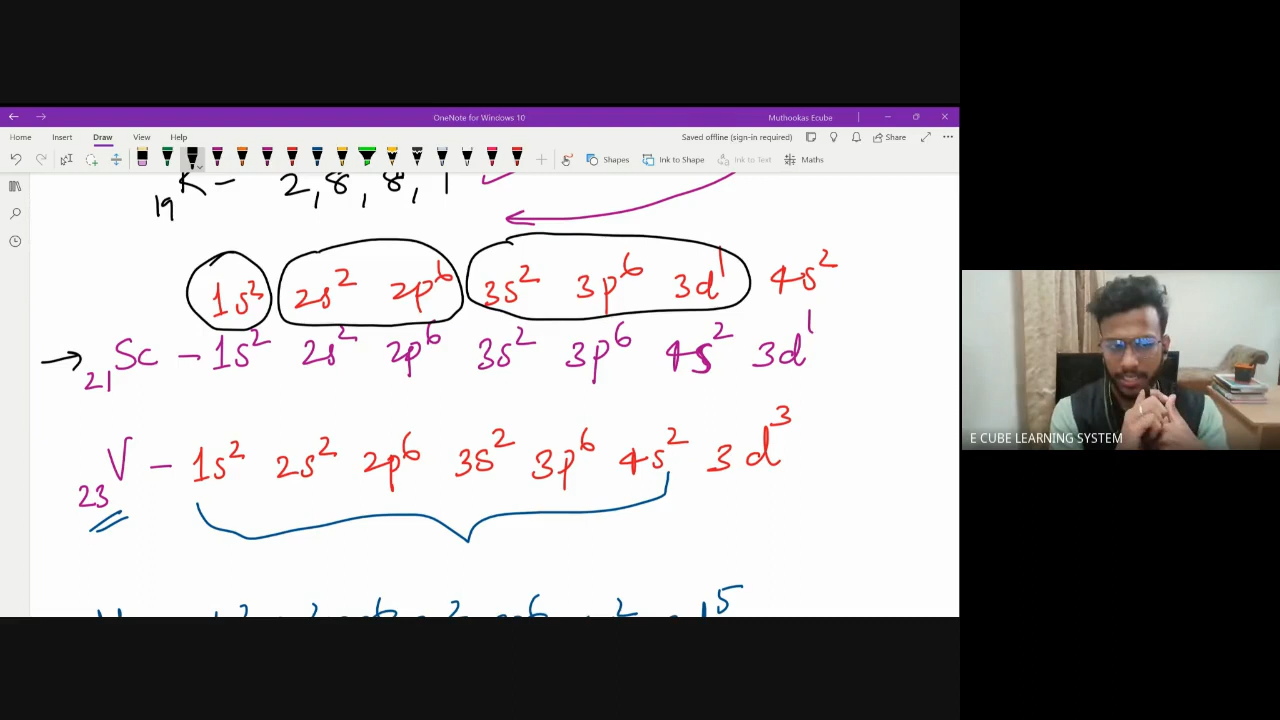 OneNote for Windows 10
Muthookas Ecube
Home Insert Draw View Help
Saved offline (sign-in required)
Share
Shapes
Ink to Shape
Ink to Text
Maths
19K - 2,8,8,1
1s² 2s² 2p⁶ 3s² 3p⁶ 3d¹ 4s²
21Sc - 1s² 2s² 2p⁶ 3s² 3p⁶ 4s² 3d¹
23V - 1s² 2s² 2p⁶ 3s² 3p⁶ 4s² 3d³
E CUBE LEARNING SYSTEM